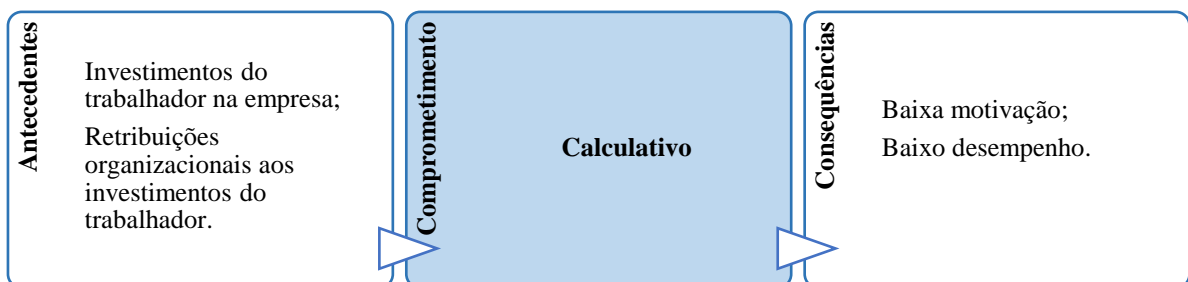 Antecedentes
Investimentos do
trabalhador na empresa;
Retribuições
organizacionais aos
investimentos do
trabalhador.
Comprometimento
Calculativo
Consequências
Baixa motivação;
Baixo desempenho.